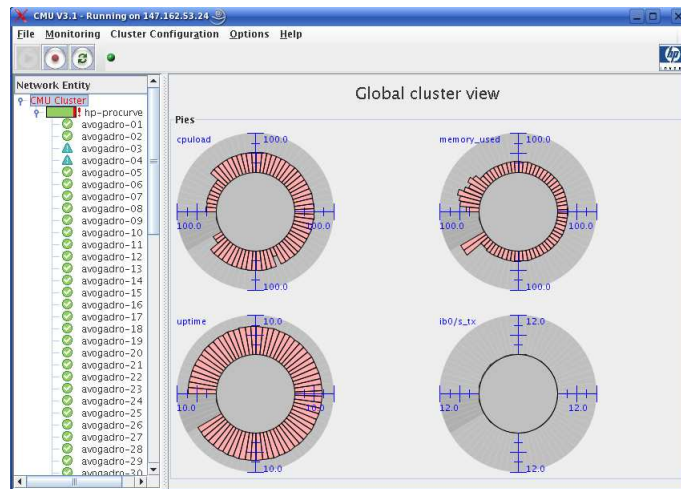 CMU V3.1 - Running on 147.162.53.24
File Monitoring Cluster Configuration Options Help
hp
Network Entity
CMU Cluster
hp-procurve
avogadro-01
avogadro-02
avogadro-03
avogadro-04
avogadro-05
avogadro-06
avogadro-07
avogadro-08
avogadro-09
avogadro-10
avogadro-11
avogadro-12
avogadro-13
avogadro-14
avogadro-15
avogadro-16
avogadro-17
avogadro-18
avogadro-19
avogadro-20
avogadro-21
avogadro-22
avogadro-23
avogadro-24
avogadro-25
avogadro-26
avogadro-27
avogadro-28
avogadro-29
avogadro-30
Global cluster view
Pies
cpuload
100.0
100.0
100.0
100.0
memory_used
100.0
100.0
100.0
100.0
uptime
10.0
10.0
10.0
10.0
ib0/s_tx
12.0
12.0
12.0
12.0